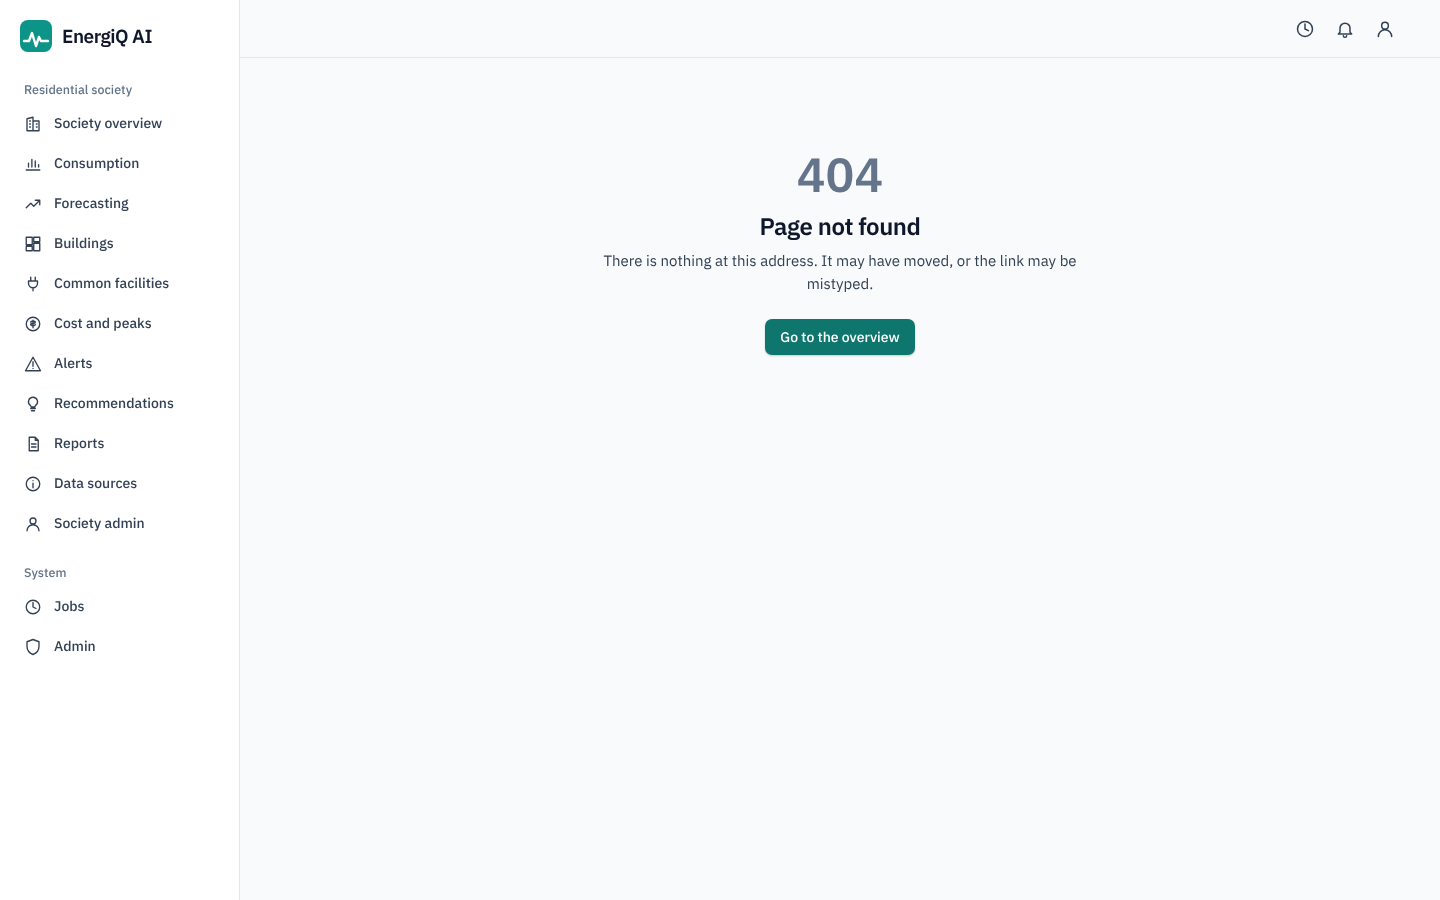 EnergiQ AI
Residential society
Society overview
Consumption
Forecasting
Buildings
Common facilities
Cost and peaks
Alerts
Recommendations
Reports
Data sources
Society admin
System
Jobs
Admin
404
Page not found
There is nothing at this address. It may have moved, or the link may be
mistyped.
Go to the overview